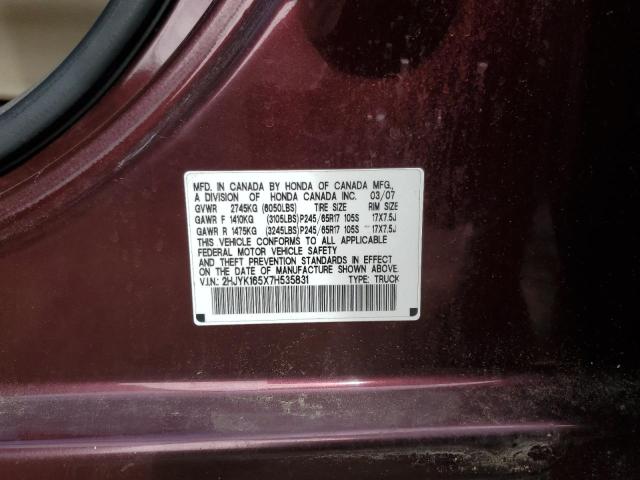 MFD. IN CANADA BY HONDA OF CANADA MFG.,
A DIVISION OF HONDA CANADA INC. 03/07
GVWR 2745KG (6050LBS) TIRE SIZE RIM SIZE
GAWR F 1410KG (3105LBS)P245/65R17 105S 17X7.5J
GAWR R 1475KG (3245LBS)P245/65R17 105S 17X7.5J
THIS VEHICLE CONFORMS TO ALL APPLICABLE
FEDERAL MOTOR VEHICLE SAFETY
AND THEFT PREVENTION STANDARDS IN EFFECT
ON THE DATE OF MANUFACTURE SHOWN ABOVE.
V.I.N.: 2HJYK165X7H535831 TYPE: TRUCK